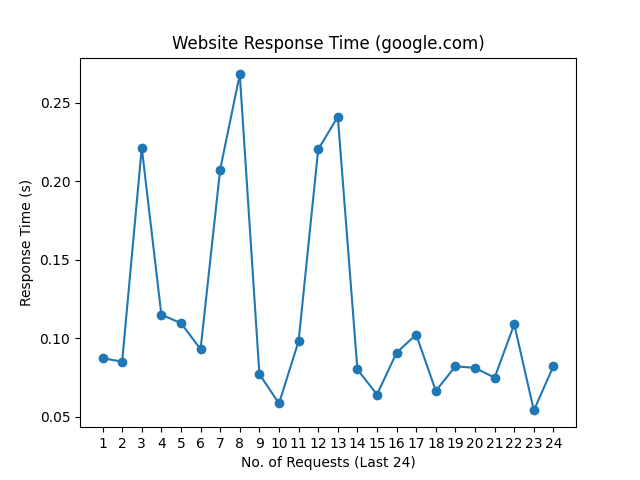 Website Response Time (google.com)
0.25
0.20
0.15
0.10
0.05
Response Time (s)
1 2 3 4 5 6 7 8 9 10 11 12 13 14 15 16 17 18 19 20 21 22 23 24
No. of Requests (Last 24)